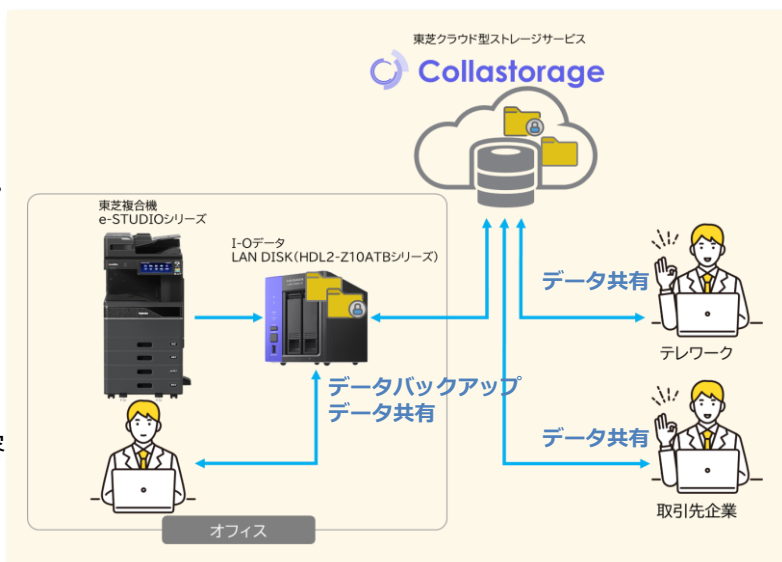 東芝クラウド型ストレージサービス
Collastorage
東芝複合機
e-STUDIOシリーズ
I-Oデータ
LAN DISK(HDL2-Z10ATBシリーズ)
データ共有
テレワーク
データバックアップ
データ共有
データ共有
取引先企業
オフィス